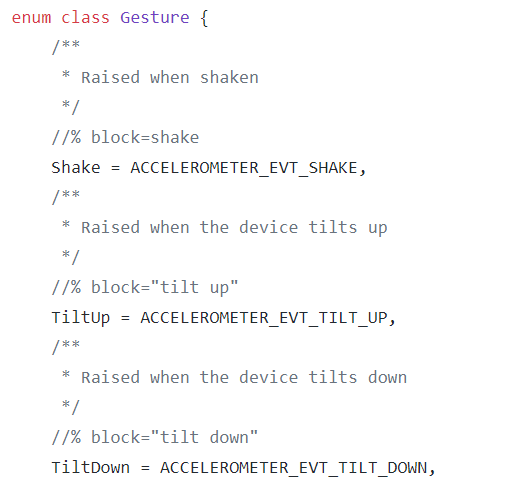 enum class Gesture {
    /**
     * Raised when shaken
     */
    //% block=shake
    Shake = ACCELEROMETER_EVT_SHAKE,
    /**
     * Raised when the device tilts up
     */
    //% block="tilt up"
    TiltUp = ACCELEROMETER_EVT_TILT_UP,
    /**
     * Raised when the device tilts down
     */
    //% block="tilt down"
    TiltDown = ACCELEROMETER_EVT_TILT_DOWN,